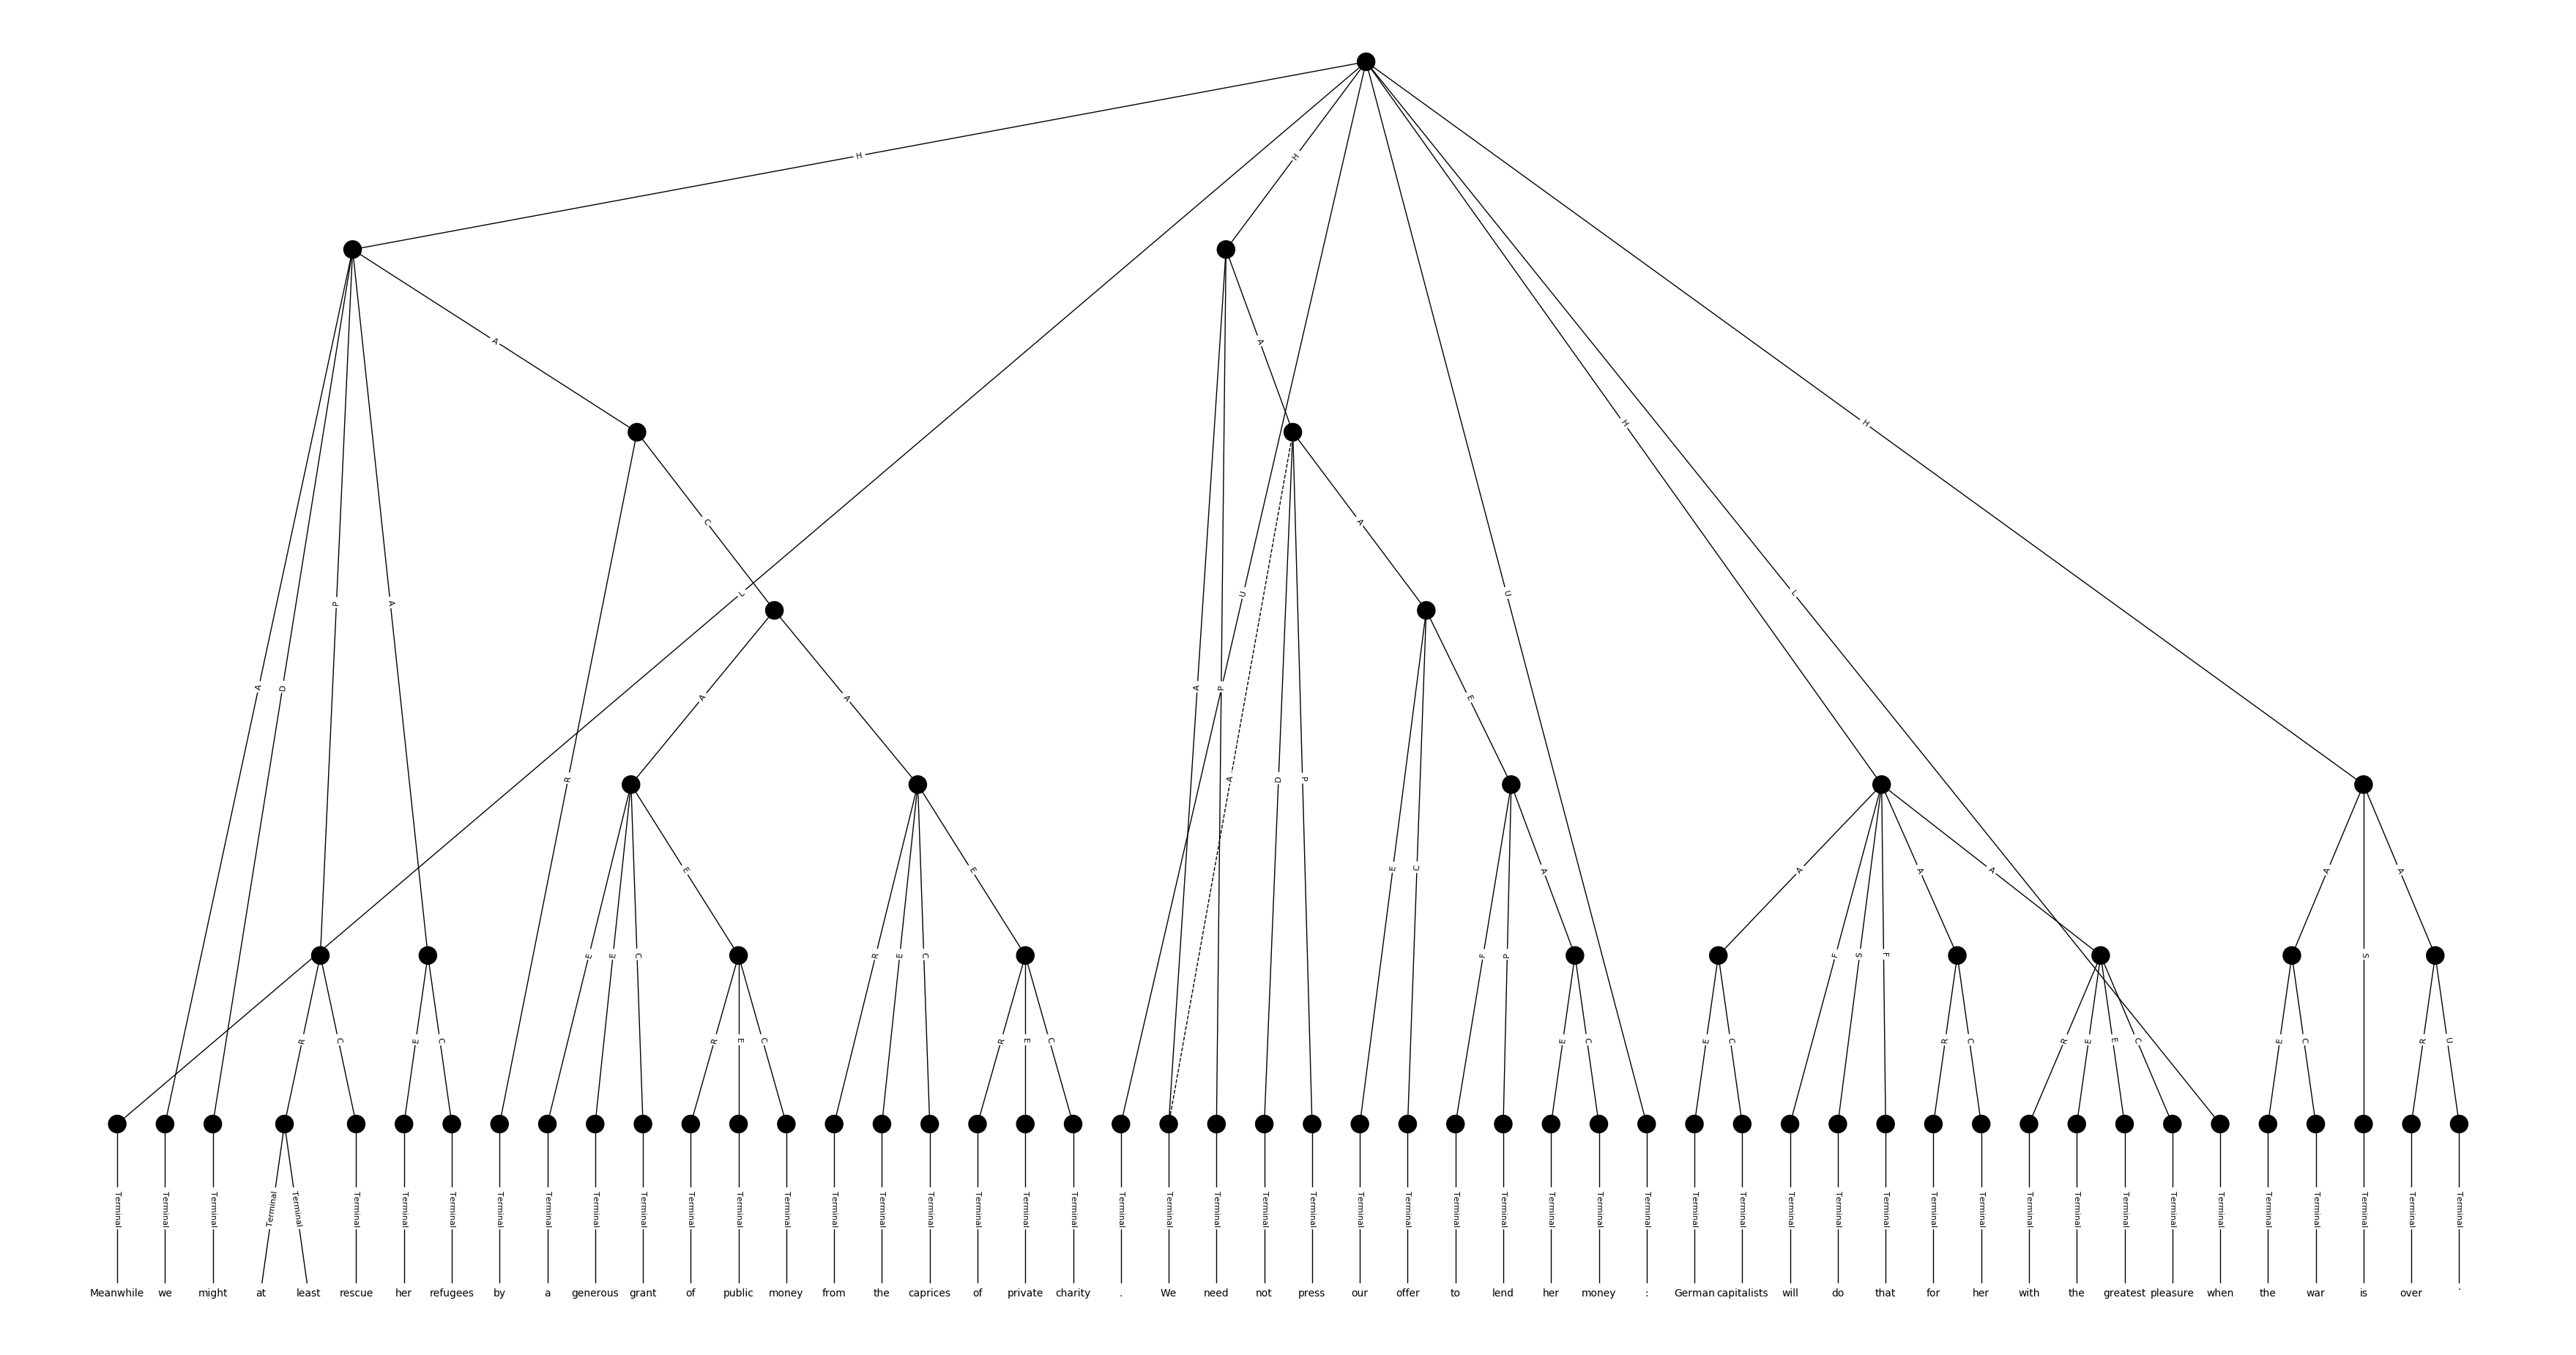 H H
H H
A A
C A
L U U L
P A
A D A P A E
R A D P
E E C A A A A A A
E E C R E C F P F S F S
R C E C R E C R E C E C E C R C R E E C E C R U
Terminal Terminal Terminal Terminal Terminal Terminal Terminal Terminal Terminal Terminal Terminal Terminal Terminal Terminal Terminal Terminal Terminal Terminal Terminal Terminal Terminal Terminal Terminal Terminal Terminal Terminal Terminal Terminal Terminal Terminal Terminal Terminal Terminal Terminal Terminal Terminal Terminal Terminal Terminal Terminal Terminal Terminal Terminal Terminal Terminal Terminal Terminal Terminal Terminal Terminal
Meanwhile we might at least rescue her refugees by a generous grant of public money from the caprices of private charity . We need not press our offer to lend her money : German capitalists will do that for her with the greatest pleasure when the war is over .